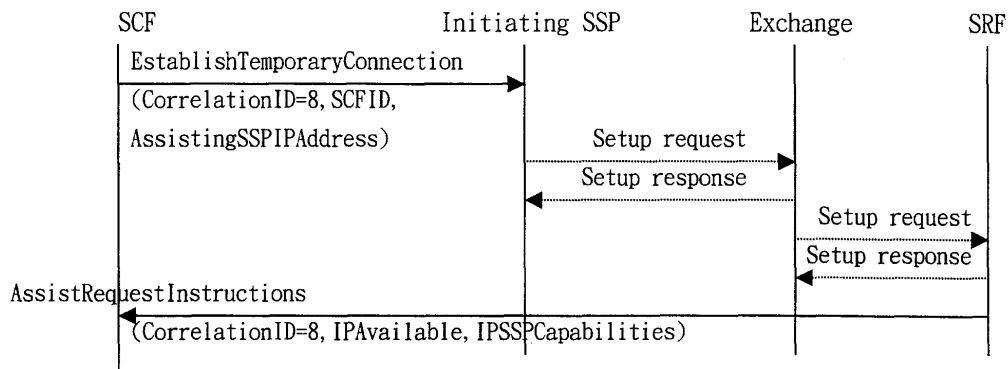 SCF Initiating SSP Exchange SRF
EstablishTemporaryConnection
(CorrelationID=8, SCFID,
AssistingSSPIPAddress)
Setup request
Setup response
Setup request
Setup response
AssistRequestInstructions
(CorrelationID=8, IPAvailable, IPSSPCapabilities)